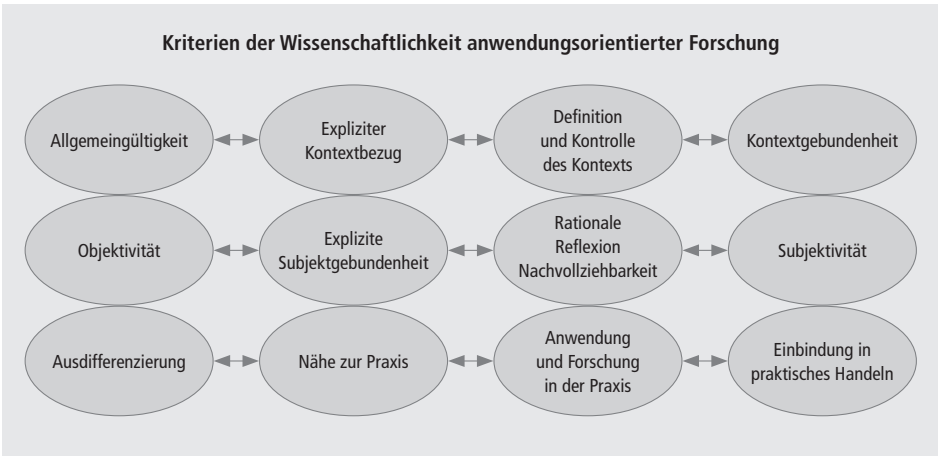 Kriterien der Wissenschaftlichkeit anwendungsorientierter Forschung
Allgemeingültigkeit
Expliziter
Kontextbezug
Definition
und Kontrolle
des Kontexts
Kontextgebundenheit
Objektivität
Explizite
Subjektgebundenheit
Rationale
Reflexion
Nachvollziehbarkeit
Subjektivität
Ausdifferenzierung
Nähe zur Praxis
Anwendung
und Forschung
in der Praxis
Einbindung in
praktisches Handeln